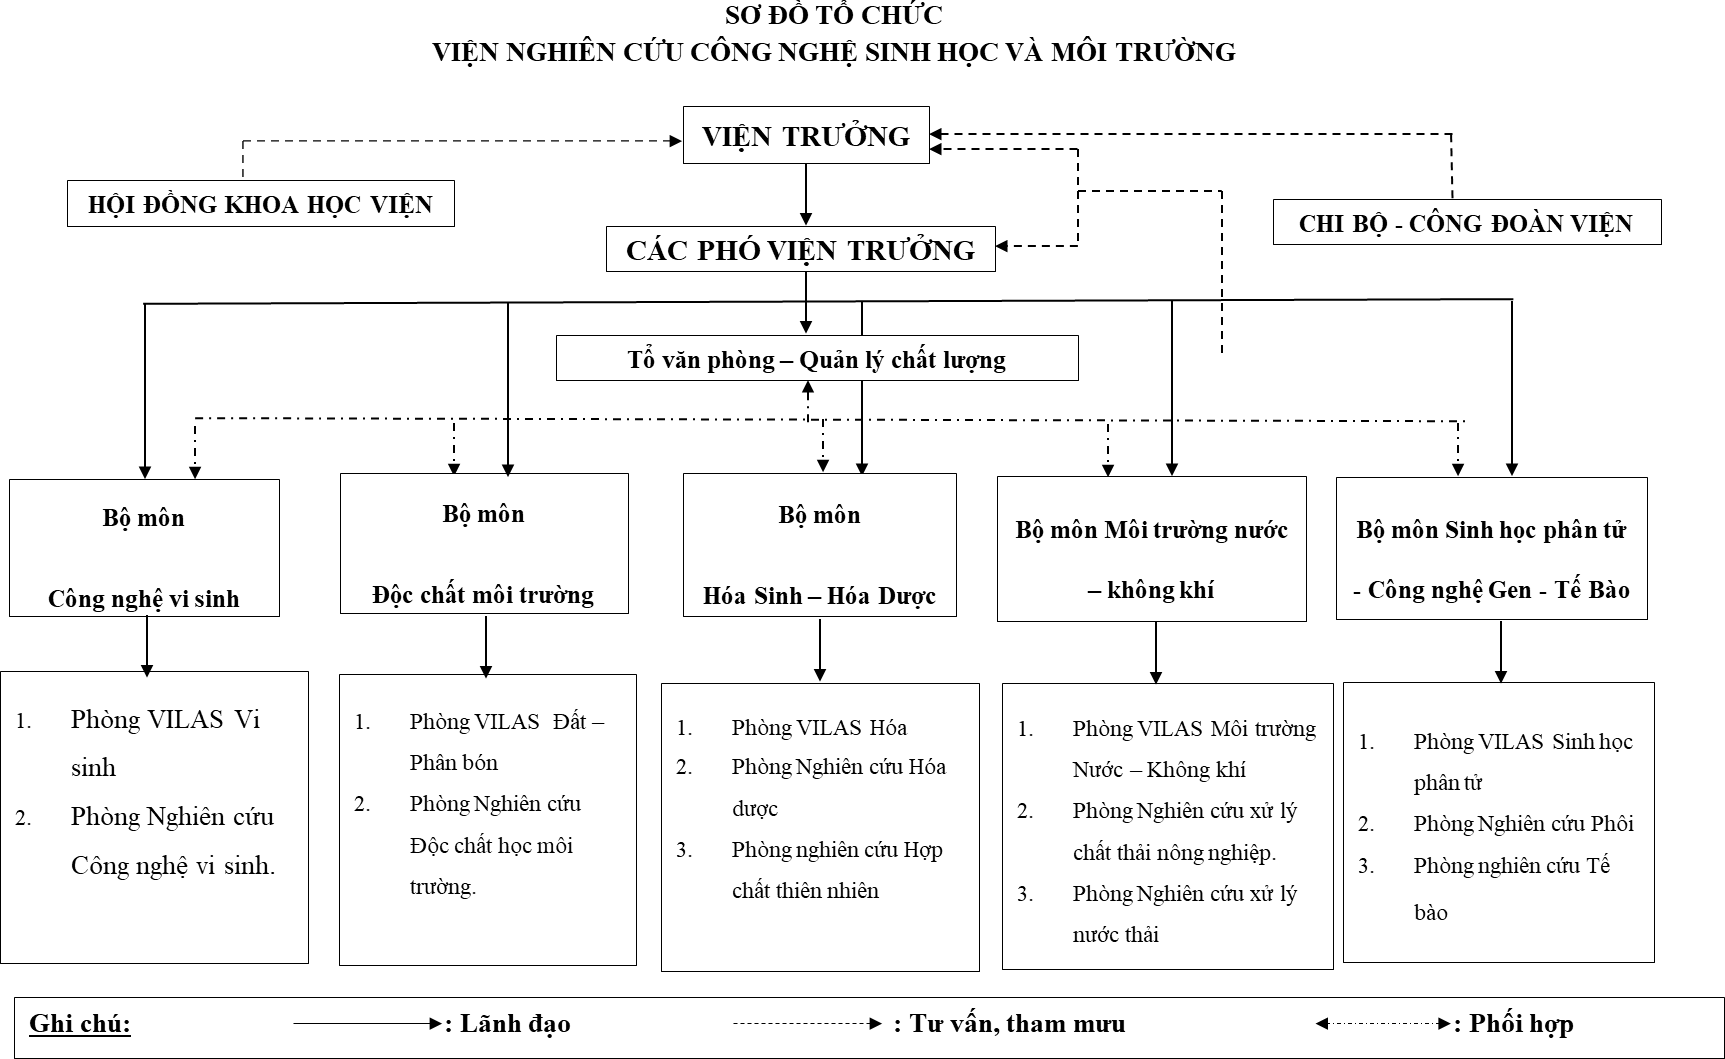 SƠ ĐỒ TỔ CHỨC
VIỆN NGHIÊN CỨU CÔNG NGHỆ SINH HỌC VÀ MÔI TRƯỜNG
VIỆN TRƯỞNG
HỘI ĐỒNG KHOA HỌC VIỆN
CHI BỘ - CÔNG ĐOÀN VIỆN
CÁC PHÓ VIỆN TRƯỞNG
Tổ văn phòng – Quản lý chất lượng
Bộ môn
Công nghệ vi sinh
Bộ môn
Độc chất môi trường
Bộ môn
Hóa Sinh – Hóa Dược
Bộ môn Môi trường nước
– không khí
Bộ môn Sinh học phân tử
- Công nghệ Gen - Tế Bào
1. Phòng VILAS Vi
sinh
2. Phòng Nghiên cứu
Công nghệ vi sinh.
1. Phòng VILAS Đất –
Phân bón
2. Phòng Nghiên cứu
Độc chất học môi
trường.
1. Phòng VILAS Hóa
2. Phòng Nghiên cứu Hóa
dược
3. Phòng nghiên cứu Hợp
chất thiên nhiên
1. Phòng VILAS Môi trường
Nước – Không khí
2. Phòng Nghiên cứu xử lý
chất thải nông nghiệp.
3. Phòng Nghiên cứu xử lý
nước thải
1. Phòng VILAS Sinh học
phân tử
2. Phòng Nghiên cứu Phôi
3. Phòng nghiên cứu Tế
bào
Ghi chú: : Lãnh đạo : Tư vấn, tham mưu : Phối hợp